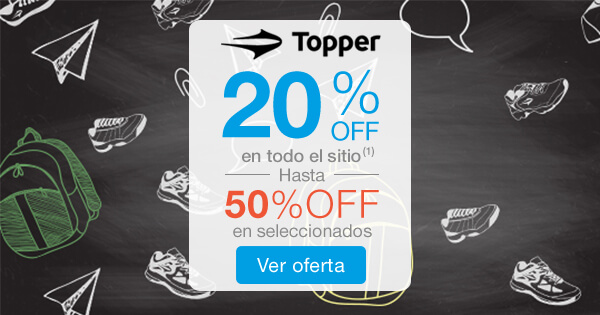 Topper
20%
OFF
en todo el sitio(1)
Hasta
50%OFF
en seleccionados
Ver oferta